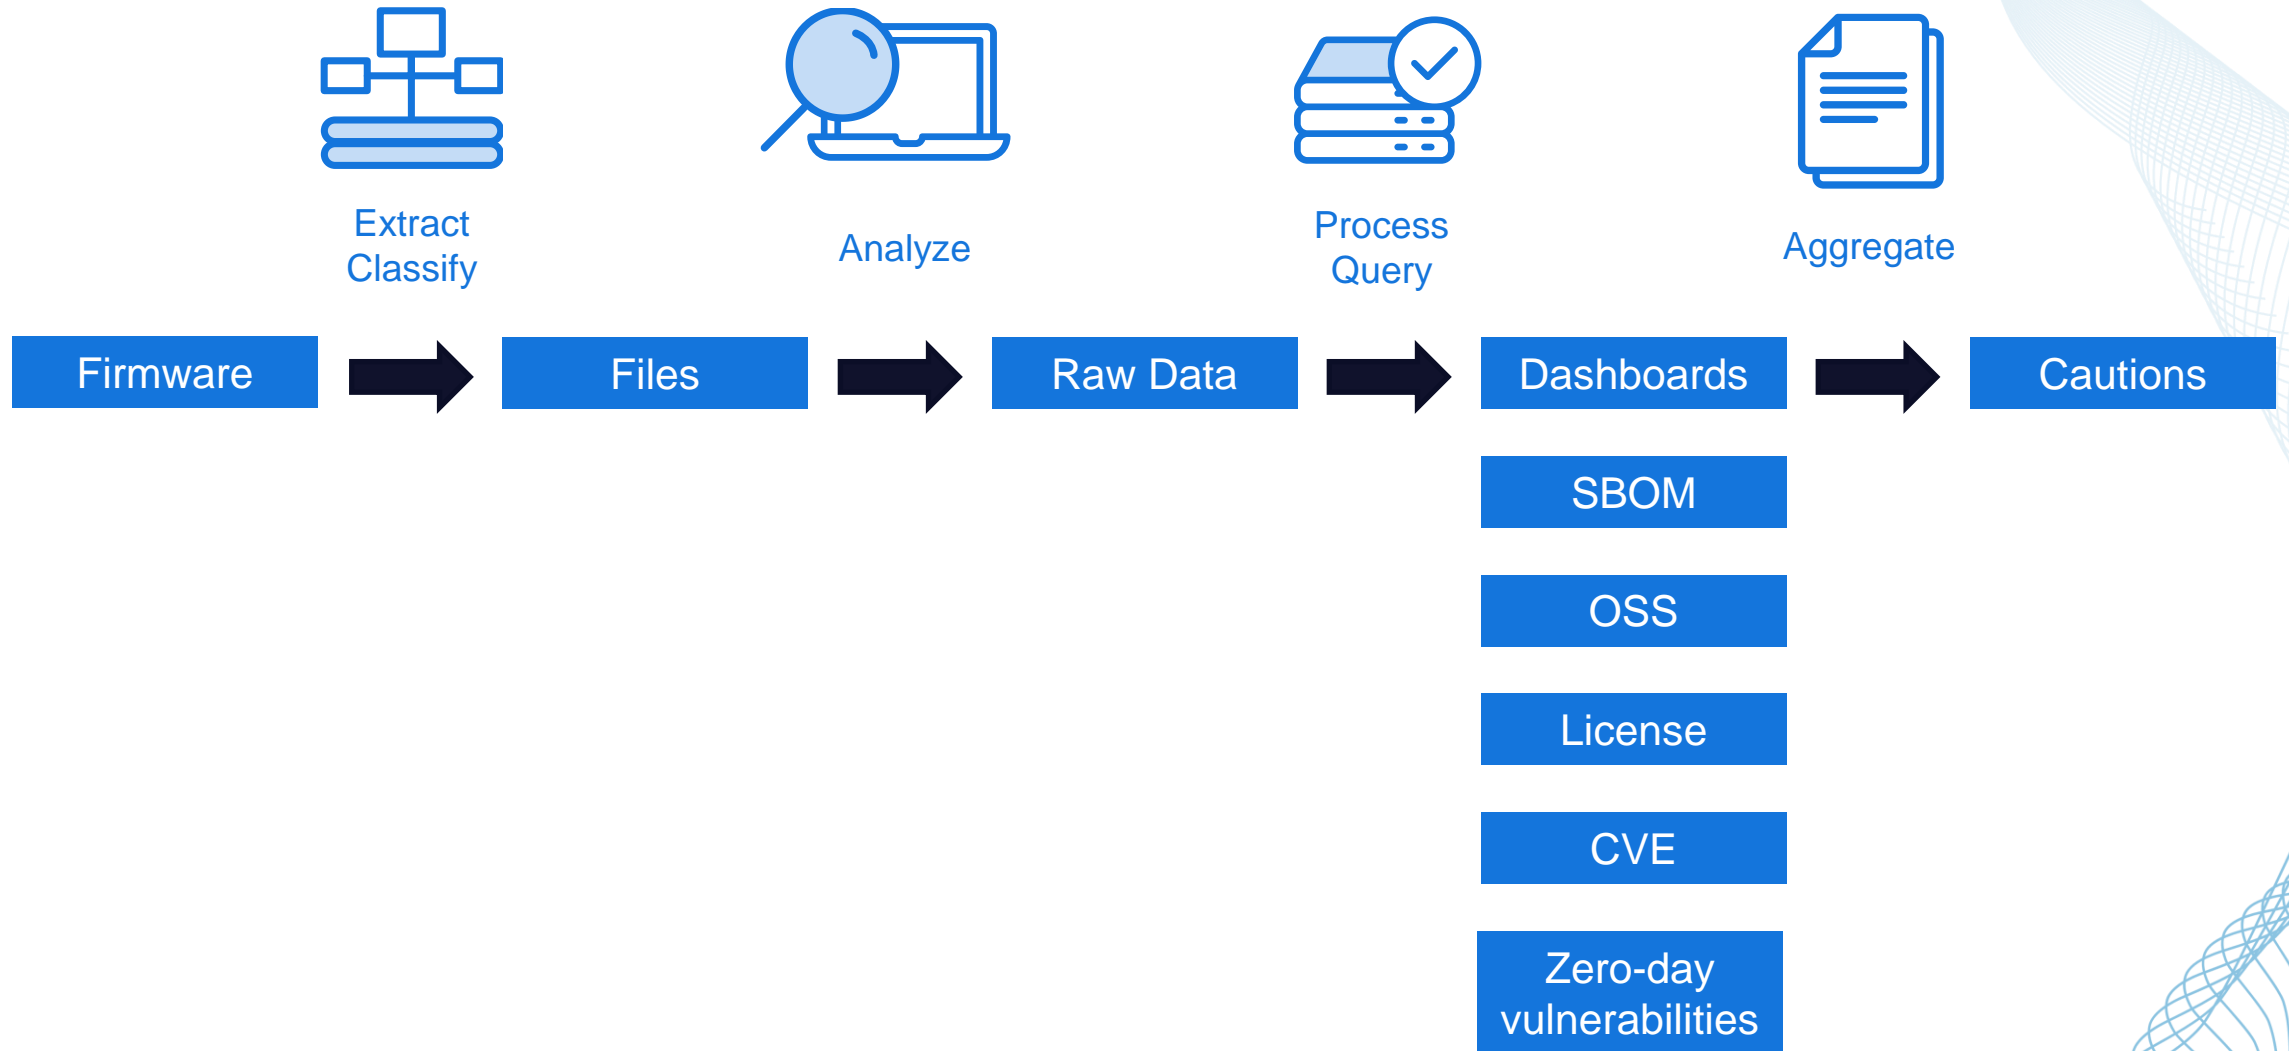 Extract
Classify
Analyze
Process
Query
Aggregate
Firmware
Files
Raw Data
Dashboards
Cautions
SBOM
OSS
License
CVE
Zero-day
vulnerabilities